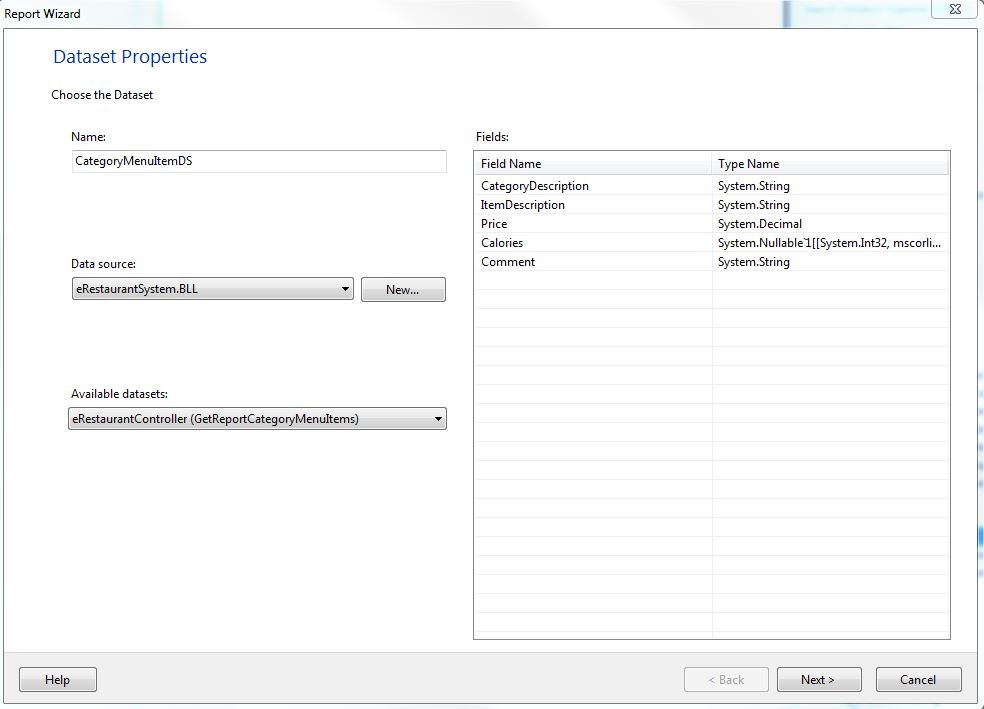 Report Wizard
Dataset Properties
Choose the Dataset
Name:
CategoryMenuItemDS
Data source:
eRestaurantSystem.BLL
New...
Available datasets:
eRestaurantController (GetReportCategoryMenuItems)
Fields:
Field Name Type Name
CategoryDescription System.String
ItemDescription System.String
Price System.Decimal
Calories System.Nullable`1[[System.Int32, mscorli...
Comment System.String
Help
< Back
Next >
Cancel